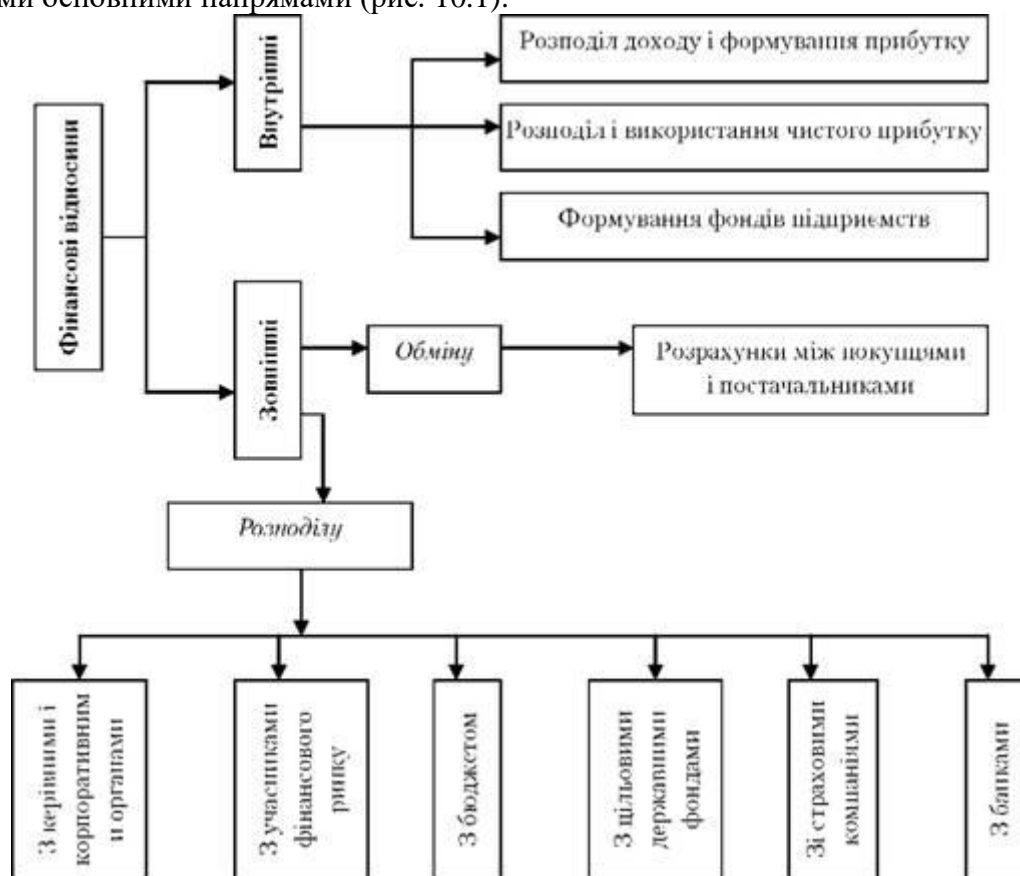 ми основними напрямами (рис. 10.1).
Фінансові відносини
Внутрішні
Розподіл доходу і формування прибутку
Розподіл і використання чистого прибутку
Формування фондів підприємств
Зовнішні
Обміну
Розрахунки між покупцями
і постачальниками
Розподілу
З керівними і
корпоративним
и органами
З учасниками
фінансового
ринку
З бюджетом
З цільовими
державними
фондами
Зі страховими
компаніями
З банками